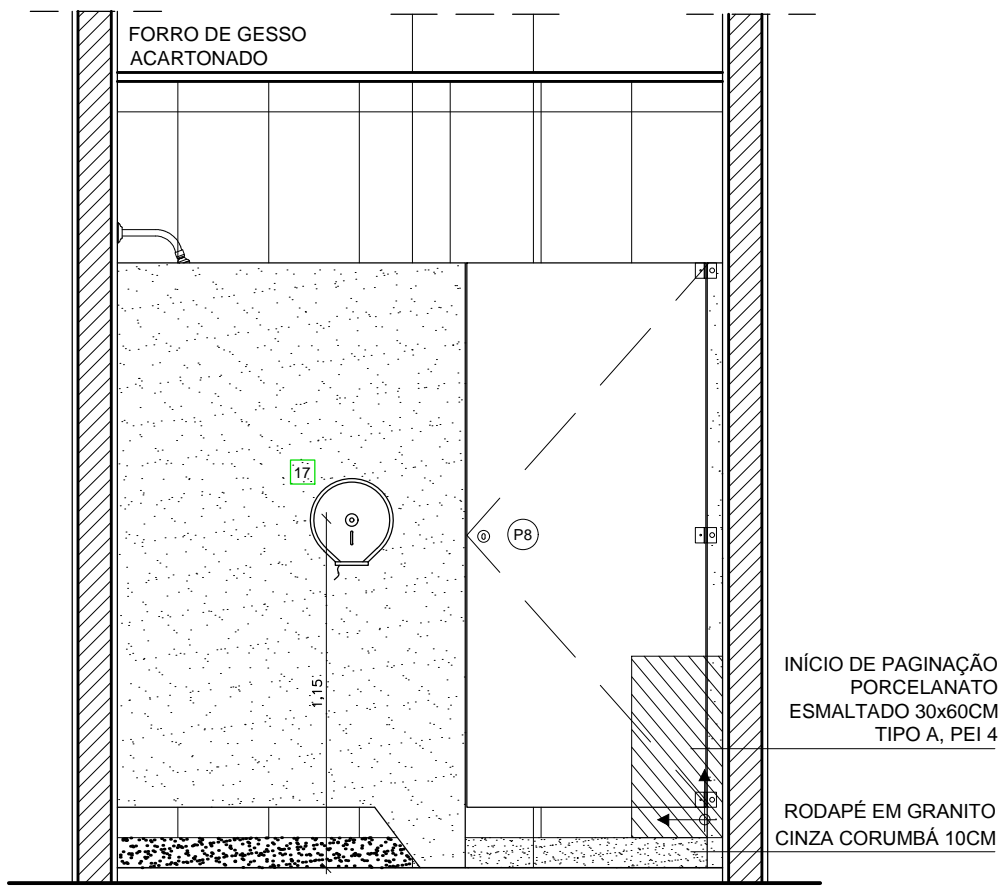 FORRO DE GESSO
ACARTONADO
17
P8
1,15
INÍCIO DE PAGINAÇÃO
PORCELANATO
ESMALTADO 30x60CM
TIPO A, PEI 4
RODAPÉ EM GRANITO
CINZA CORUMBÁ 10CM